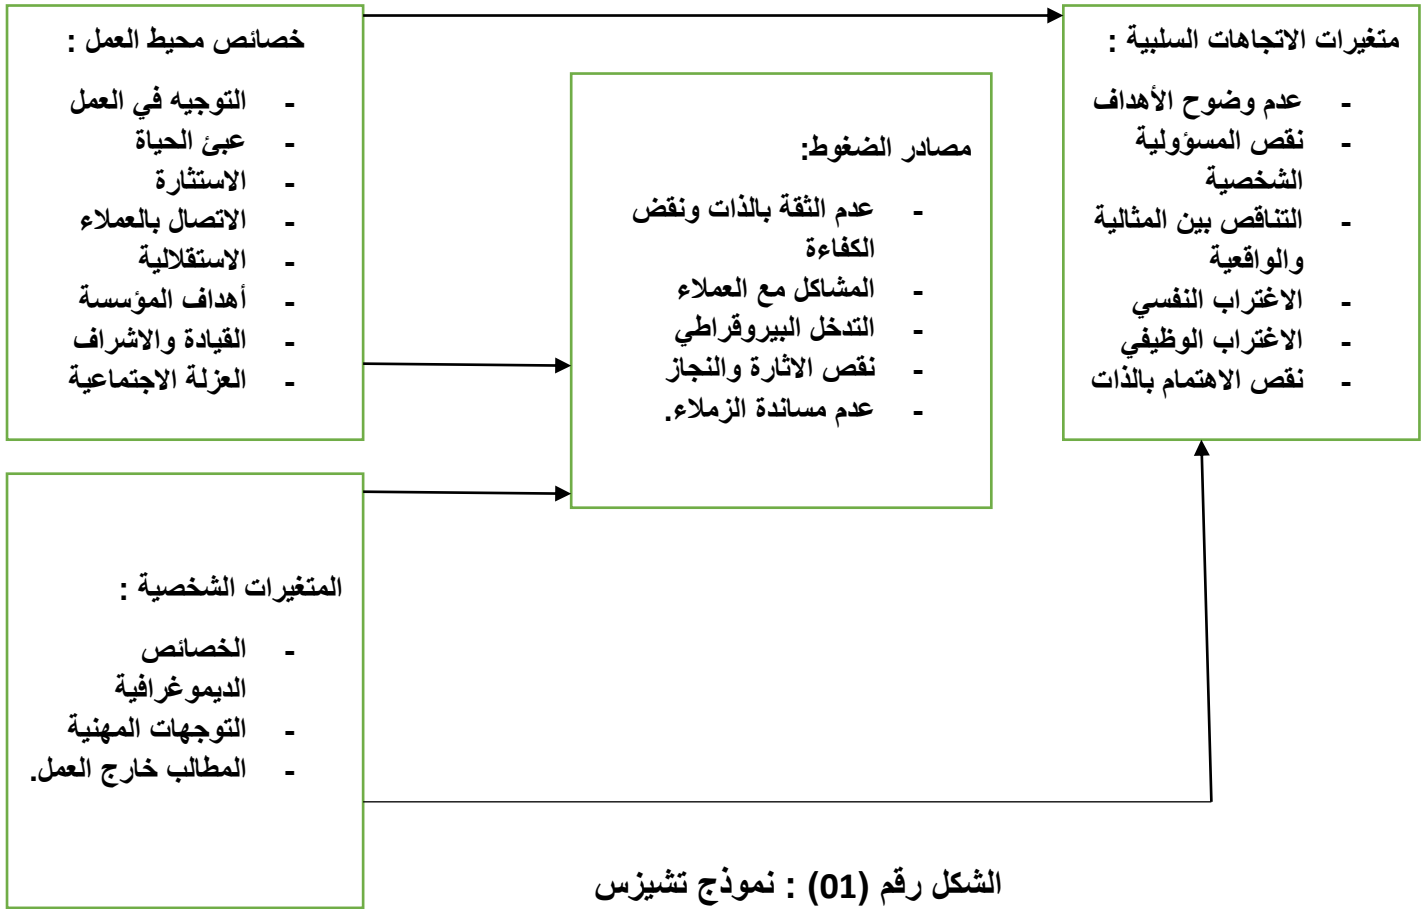 خصائص محيط العمل :
- التوجيه في العمل
- عبئ الحياة
- الاستثارة
- الاتصال بالعملاء
- الاستقلالية
- أهداف المؤسسة
- القيادة والاشراف
- العزلة الاجتماعية
مصادر الضغوط:
- عدم الثقة بالذات ونقض
الكفاءة
- المشاكل مع العملاء
- التدخل البيروقراطي
- نقص الاثارة والنجاز
- عدم مساندة الزملاء.
متغيرات الاتجاهات السلبية :
- عدم وضوح الأهداف
- نقص المسؤولية
الشخصية
- التناقص بين المثالية
والواقعية
- الاغتراب النفسي
- الاغتراب الوظيفي
- نقص الاهتمام بالذات
المتغيرات الشخصية :
- الخصائص
الديموغرافية
- التوجهات المهنية
- المطالب خارج العمل.
الشكل رقم (01) : نموذج تشيزس